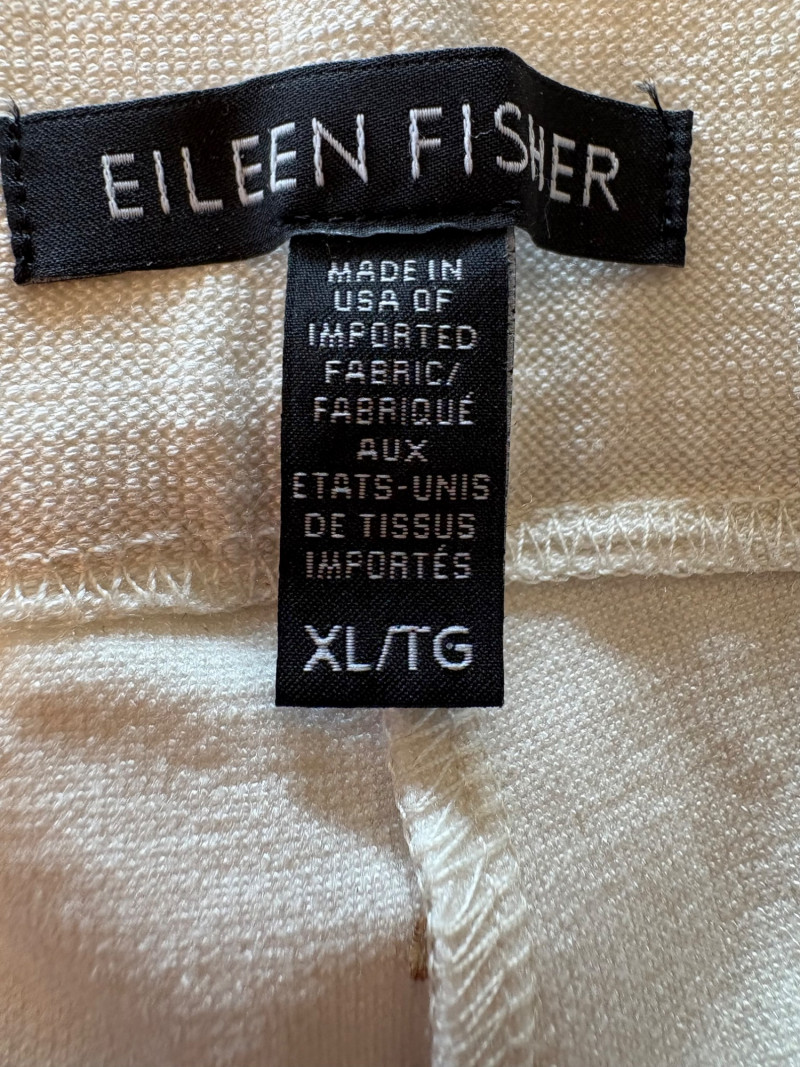 EILEEN FISHER
MADE IN
USA OF
IMPORTED
FABRIC/
FABRIQUÉ
AUX
ETATS-UNIS
DE TISSUS
IMPORTÉS
XL/TG